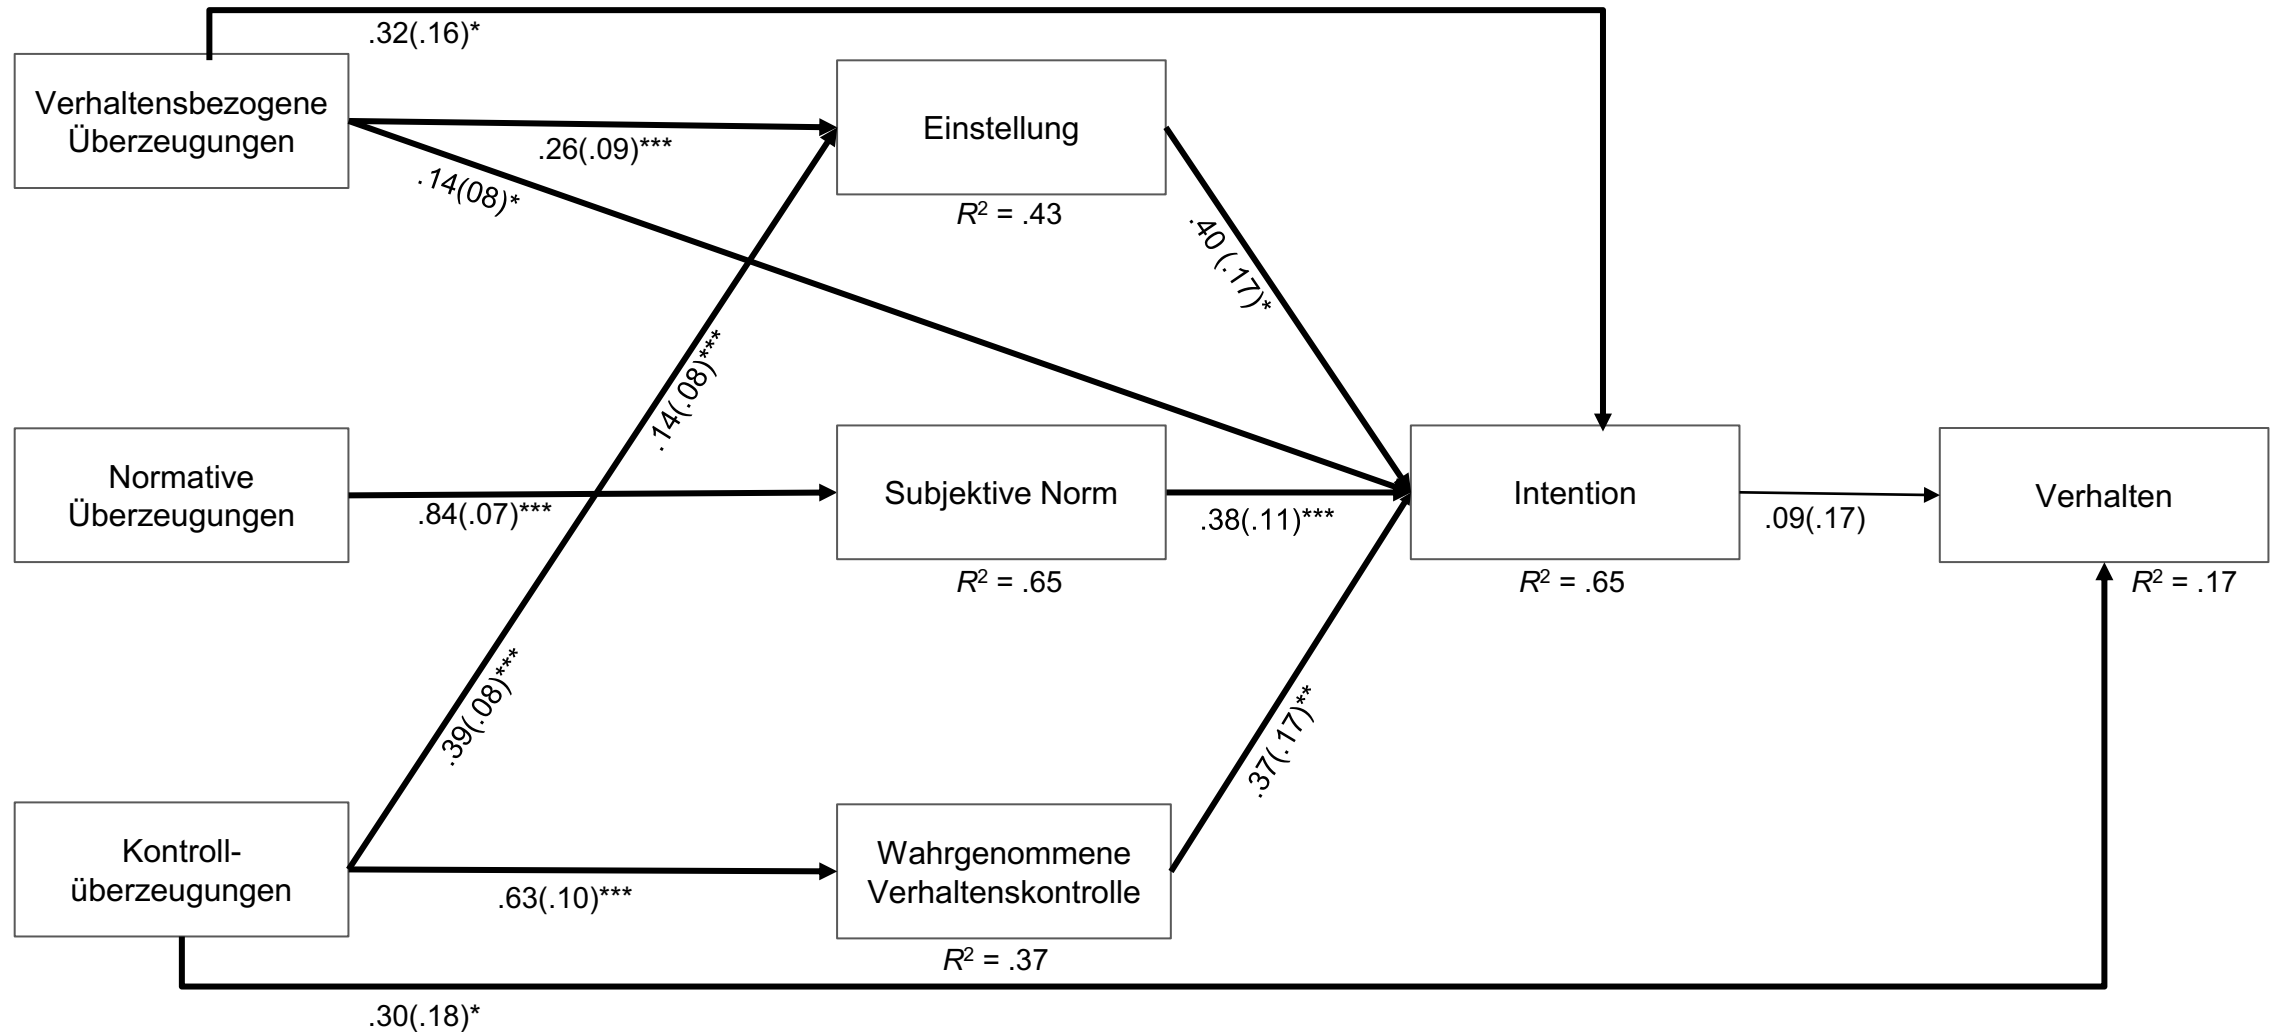 .32(.16)*
Verhaltensbezogene
Überzeugungen
.26(.09)***
.14(08)*
Einstellung
R² = .43
.40 (.17)*
.14(.08)***
Normative
Überzeugungen
.84(.07)***
Subjektive Norm
R² = .65
.38(.11)***
Intention
R² = .65
.09(.17)
Verhalten
R² = .17
.39(.08)***
.37(.17)**
Kontroll-
überzeugungen
.63(.10)***
Wahrgenommene
Verhaltenskontrolle
R² = .37
.30(.18)*